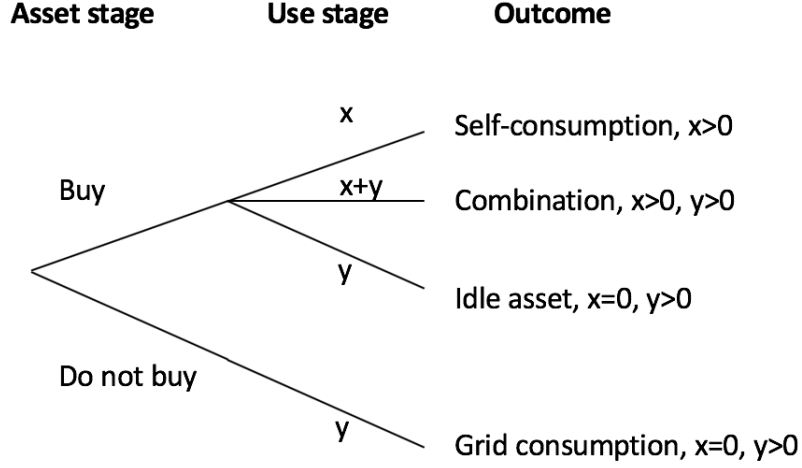 Asset stage Use stage Outcome
x
Self-consumption, x>0
Buy
x+y
Combination, x>0, y>0
y
Idle asset, x=0, y>0
Do not buy
y
Grid consumption, x=0, y>0